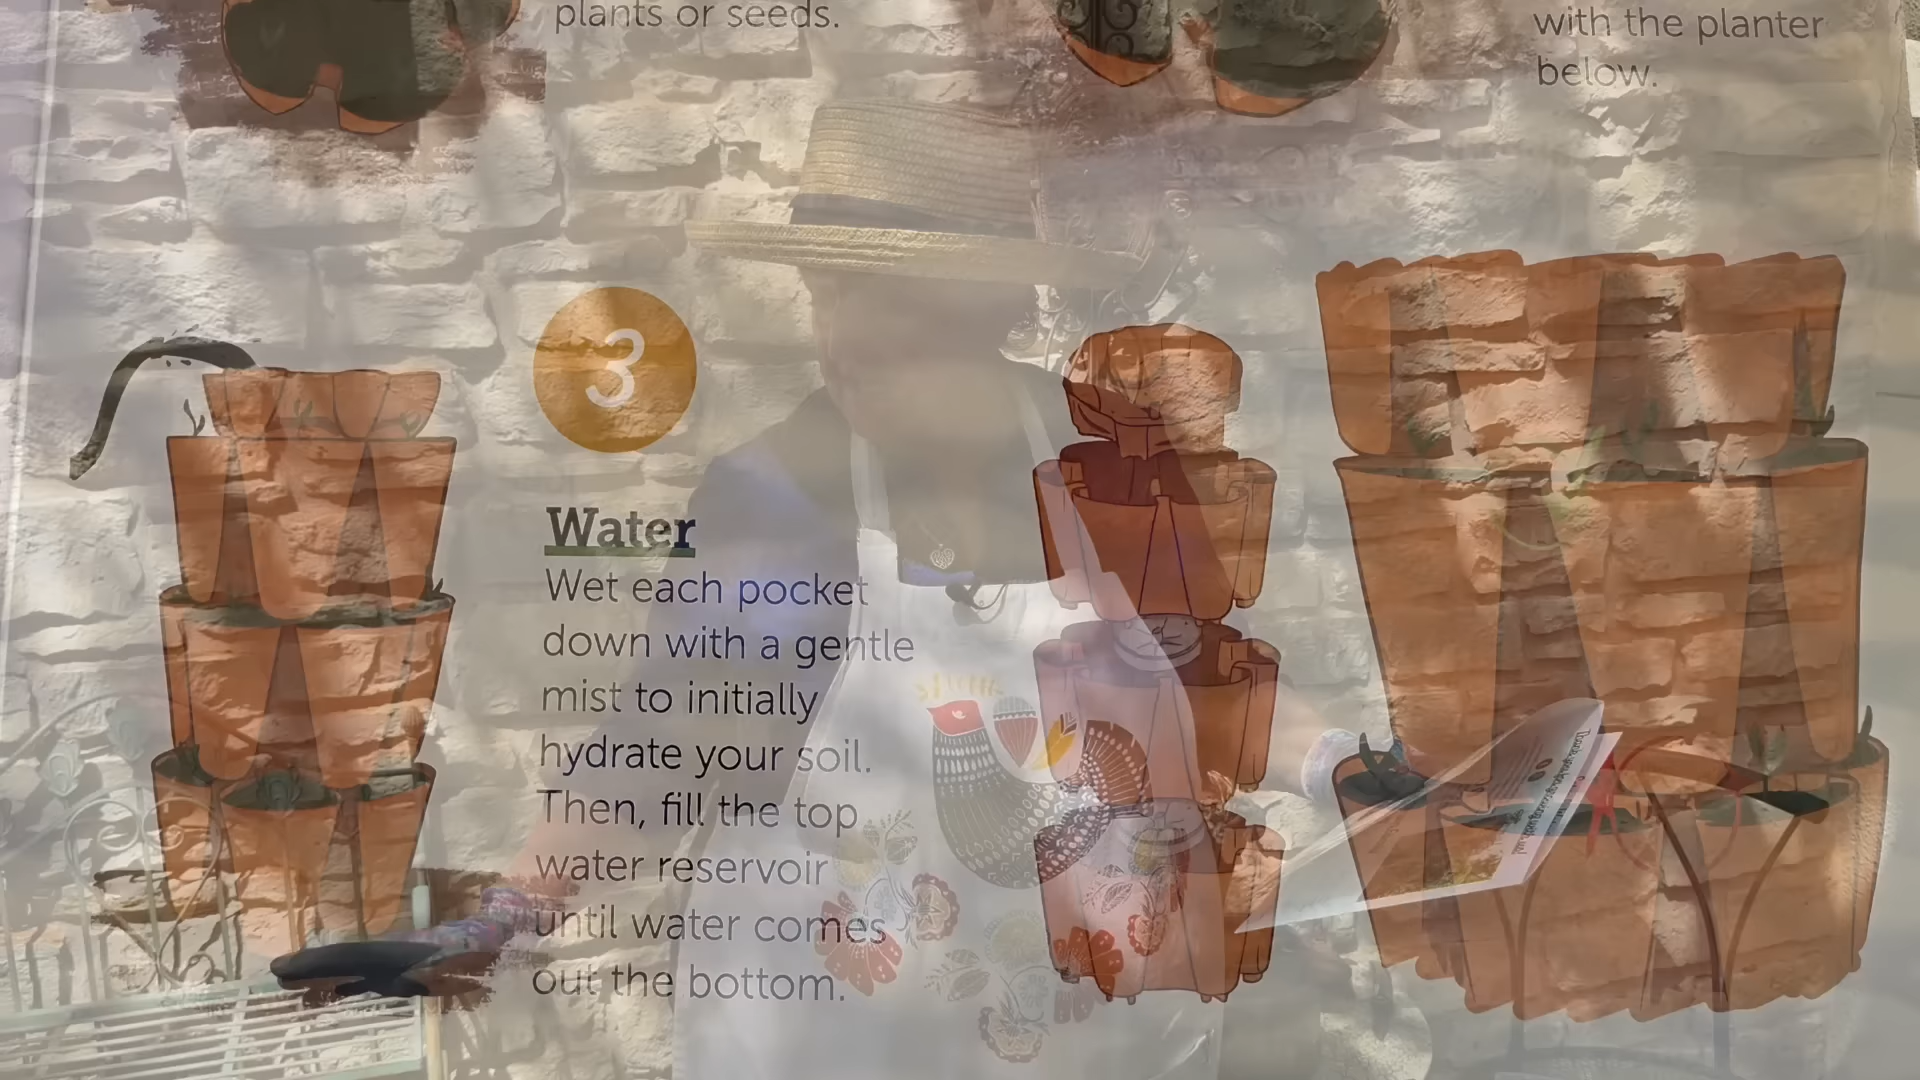 plants or seeds.
with the planter
below.
3
Water
Wet each pocket
down with a gentle
mist to initially
hydrate your soil.
Then, fill the top
water reservoir
until water comes
out the bottom.